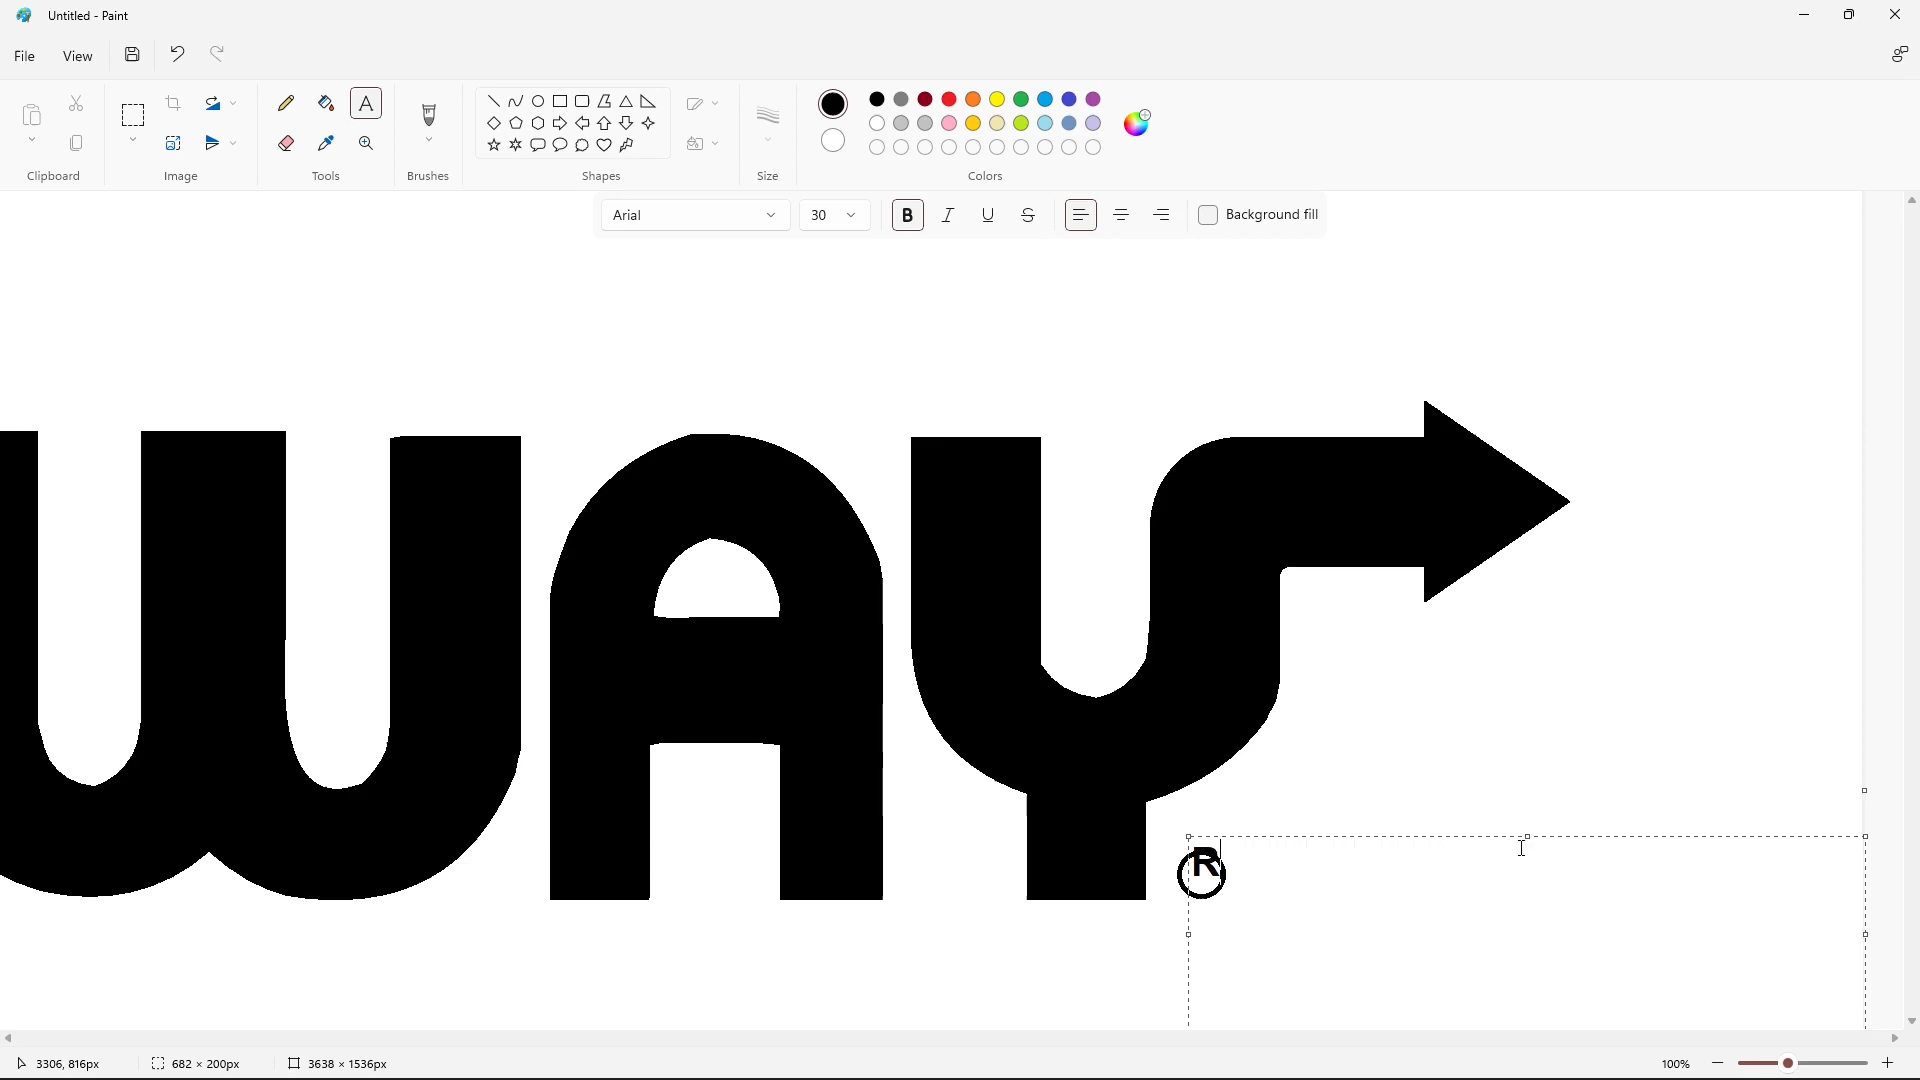 Untitled - Paint
File View
Clipboard Image Tools Brushes Shapes Size Colors
Arial 30 B I U S Background fill
WAY
R
3306, 816px 682 × 200px 3638 × 1536px 100%